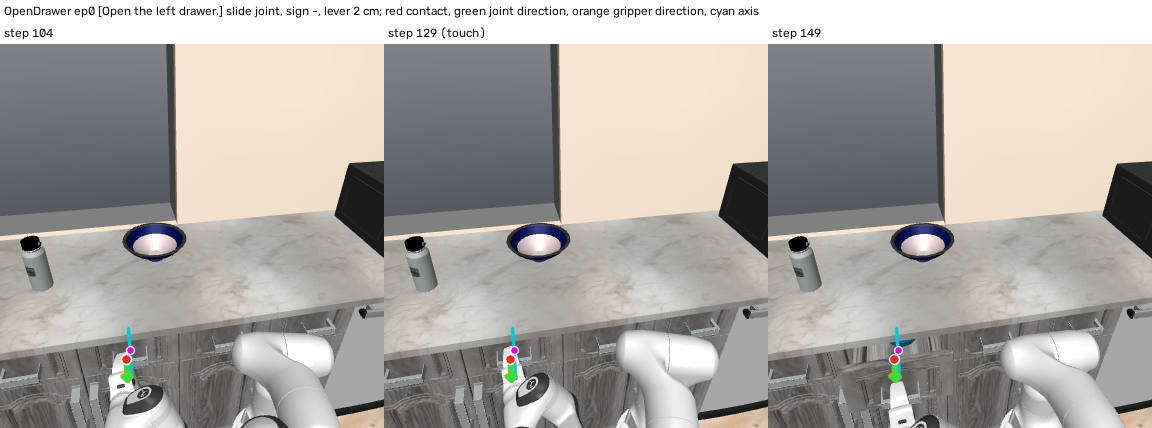 OpenDrawer ep0 [Open the left drawer.] slide joint, sign -, lever 2 cm; red contact, green joint direction, orange gripper direction, cyan axis
step 104
step 129 (touch)
step 149